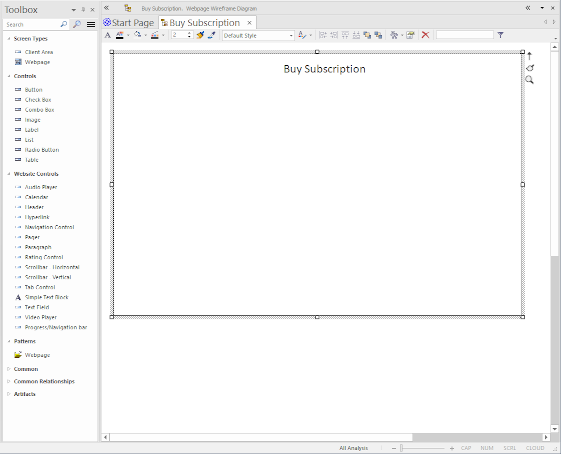 Toolbox
Buy Subscription. Webpage Wireframe Diagram
Search
Start Page
Buy Subscription
2
Default Style
Screen Types
Client Area
Webpage
Controls
Button
Check Box
Combo Box
Image
Label
List
Radio Button
Table
Website Controls
Audio Player
Calendar
Header
Hyperlink
Navigation Control
Pager
Paragraph
Rating Control
Scrollbar - Horizontal
Scrollbar - Vertical
Tab Control
Simple Text Block
Text Field
Video Player
Progress/Navigation bar
Patterns
Webpage
Common
Common Relationships
Artifacts
Buy Subscription
All Analysis
CAP NUM SCRL CLOUD